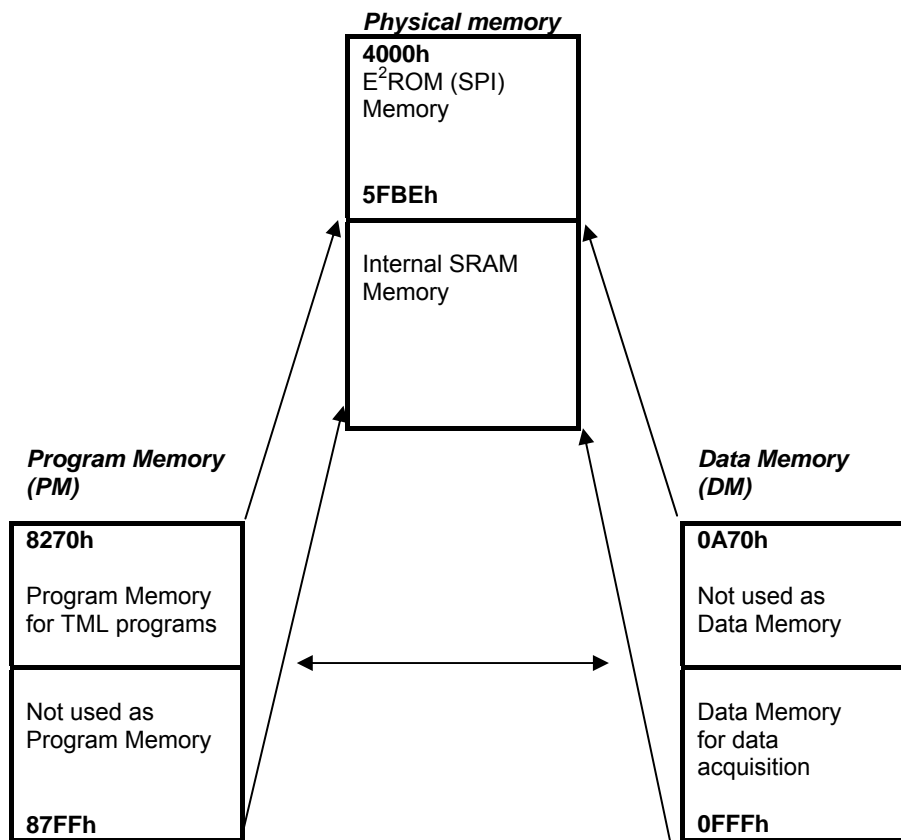 Physical memory
4000h
E²ROM (SPI)
Memory
5FBEh
Internal SRAM
Memory
Program Memory
(PM)
8270h
Program Memory
for TML programs
Not used as
Program Memory
87FFh
Data Memory
(DM)
0A70h
Not used as
Data Memory
Data Memory
for data
acquisition
0FFFh